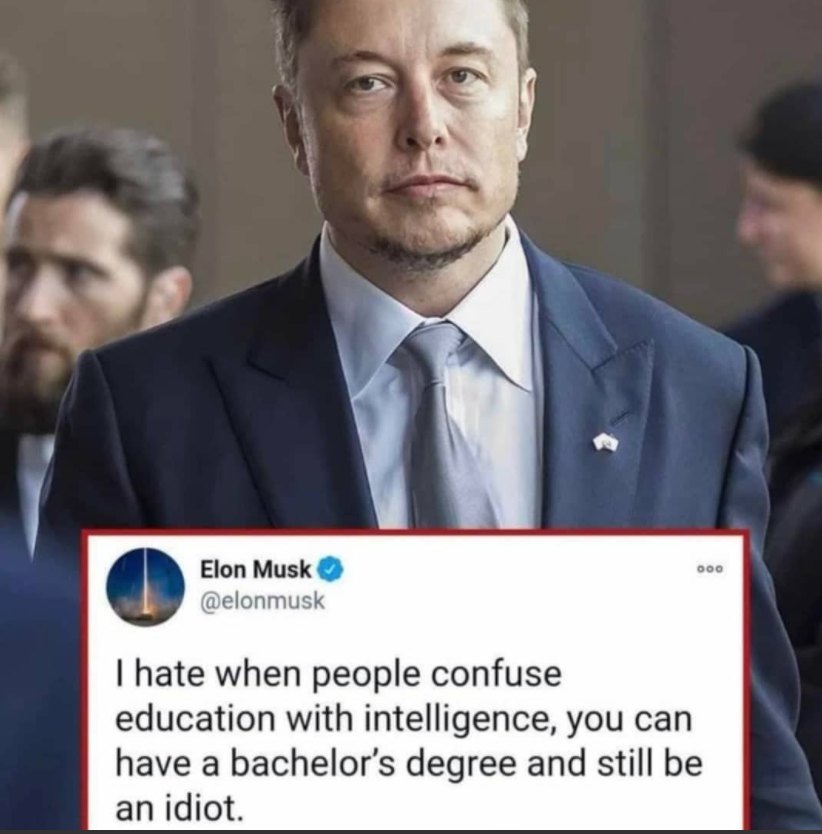 Elon Musk
@elonmusk
I hate when people confuse
education with intelligence, you can
have a bachelor's degree and still be
an idiot.